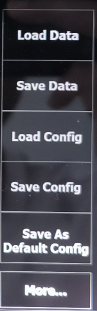 Load Data
Save Data
Load Config
Save Config
Save As
Default Config
More...